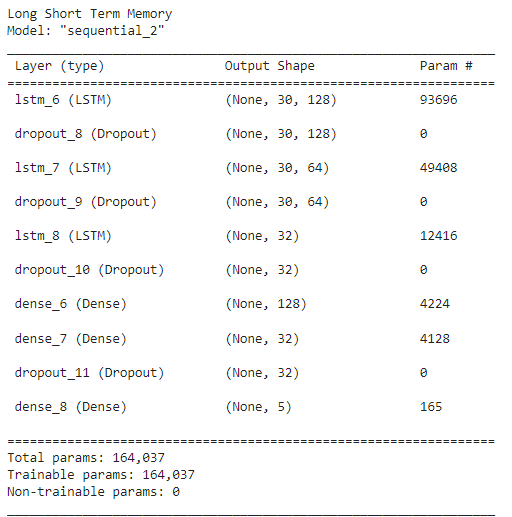 Long Short Term Memory
Model: "sequential_2"
_________________________________________________________________
Layer (type) Output Shape Param #
=================================================================
lstm_6 (LSTM) (None, 30, 128) 93696
dropout_8 (Dropout) (None, 30, 128) 0
lstm_7 (LSTM) (None, 30, 64) 49408
dropout_9 (Dropout) (None, 30, 64) 0
lstm_8 (LSTM) (None, 32) 12416
dropout_10 (Dropout) (None, 32) 0
dense_6 (Dense) (None, 128) 4224
dense_7 (Dense) (None, 32) 4128
dropout_11 (Dropout) (None, 32) 0
dense_8 (Dense) (None, 5) 165
=================================================================
Total params: 164,037
Trainable params: 164,037
Non-trainable params: 0
_________________________________________________________________